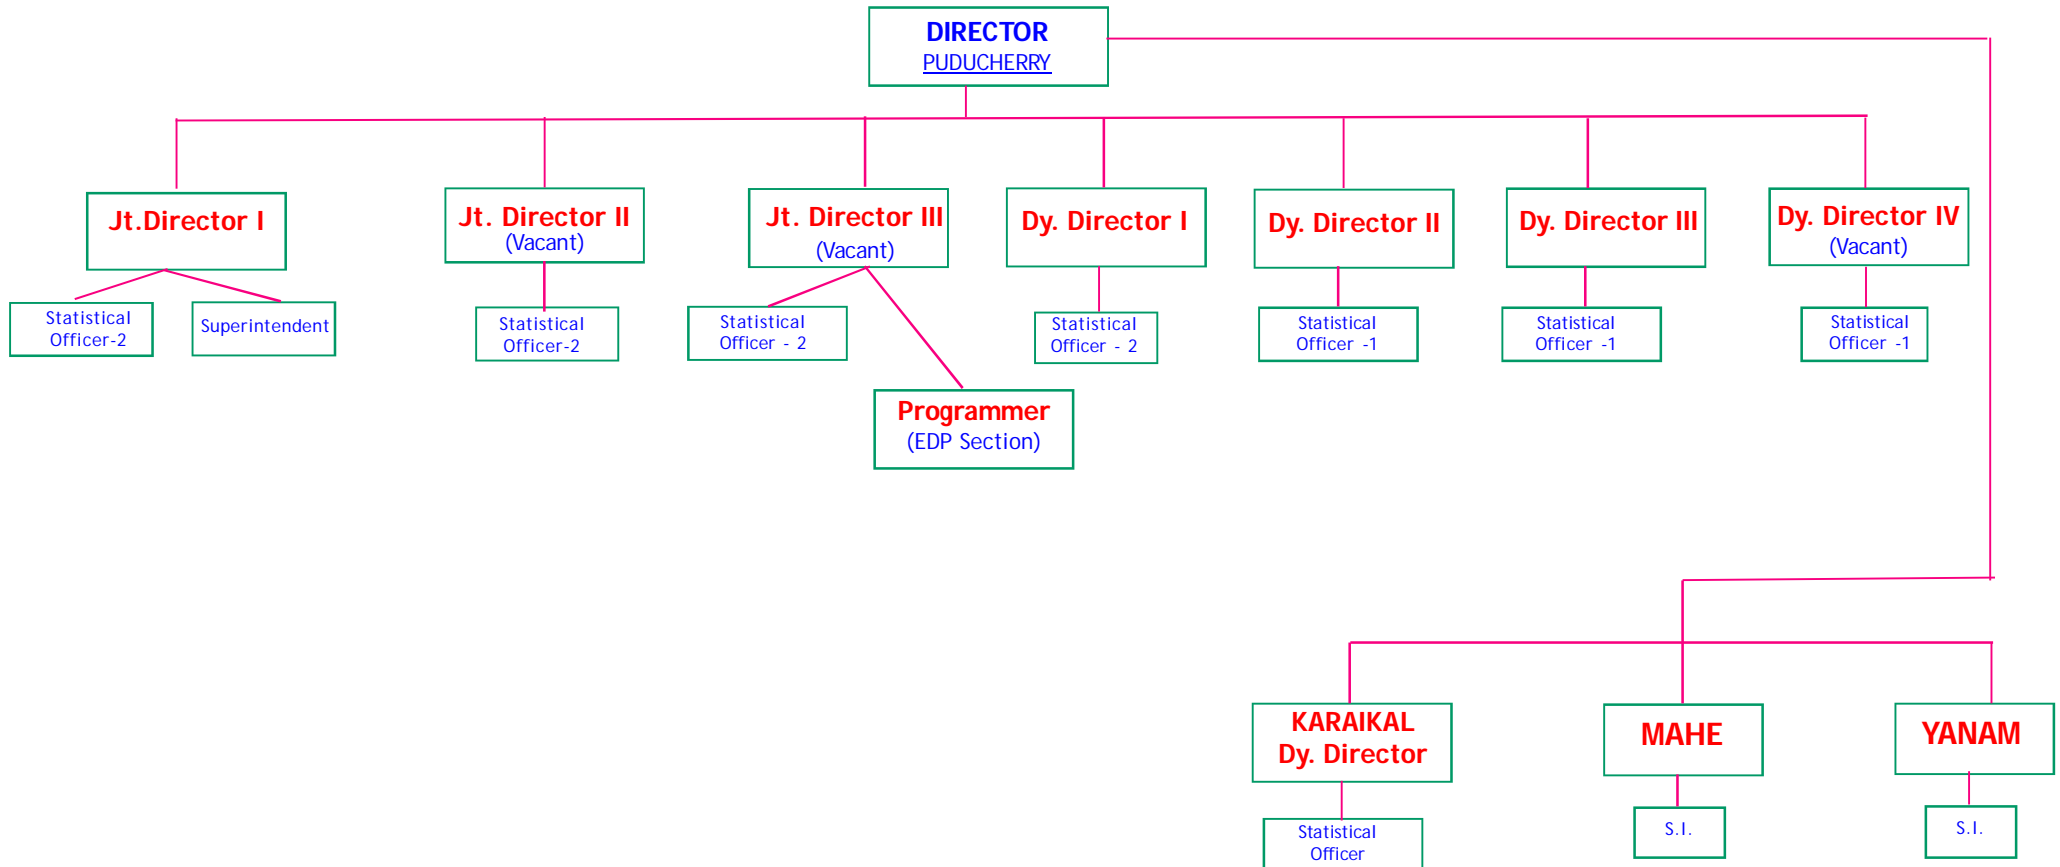 DIRECTOR
PUDUCHERRY
Jt.Director I
Jt. Director II
(Vacant)
Jt. Director III
(Vacant)
Dy. Director I
Dy. Director II
Dy. Director III
Dy. Director IV
(Vacant)
Statistical
Officer-2
Superintendent
Statistical
Officer-2
Statistical
Officer - 2
Statistical
Officer - 2
Statistical
Officer -1
Statistical
Officer -1
Statistical
Officer -1
Programmer
(EDP Section)
KARAIKAL
Dy. Director
MAHE
YANAM
Statistical
Officer
S.I.
S.I.